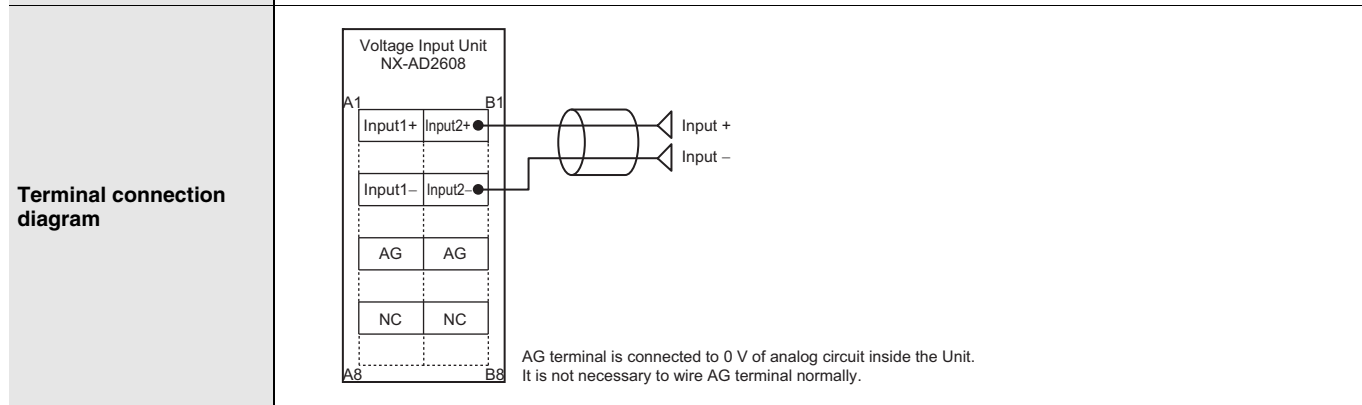 Terminal connection
diagram
Voltage Input Unit
NX-AD2608
A1 B1
Input1+ Input2+ Input +
Input −
Input1− Input2−
AG AG
NC NC
A8 B8
AG terminal is connected to 0 V of analog circuit inside the Unit.
It is not necessary to wire AG terminal normally.